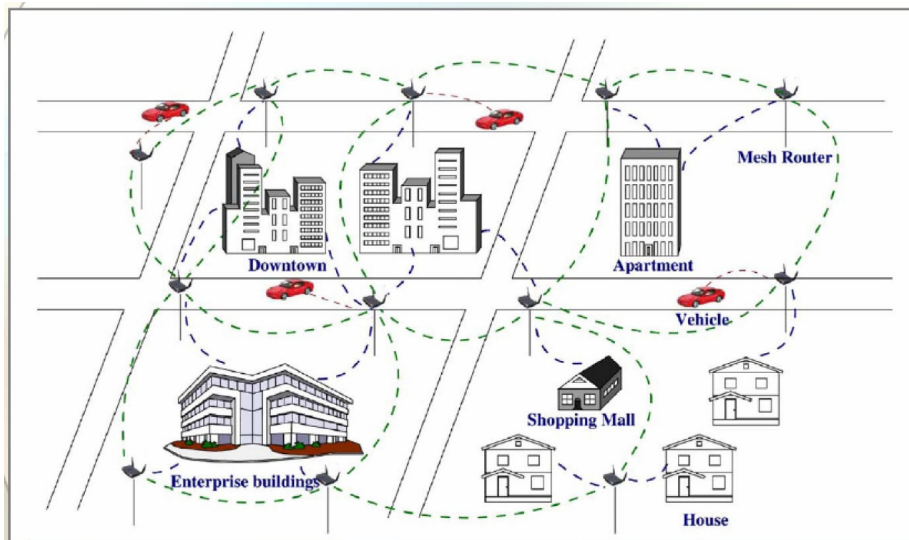 Mesh Router
Downtown
Apartment
Vehicle
Shopping Mall
Enterprise buildings
House